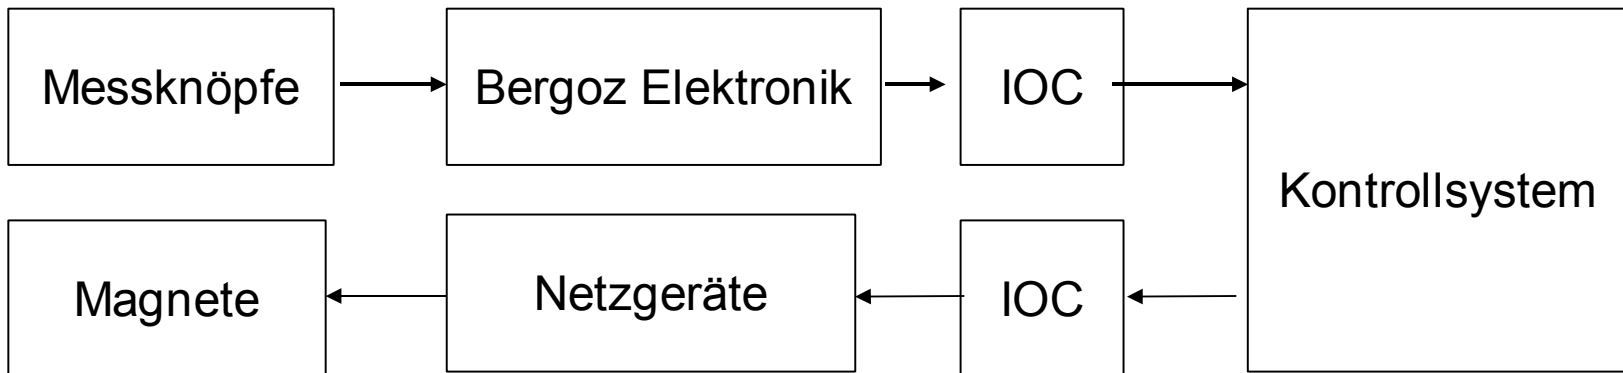 Messknöpfe
Bergoz Elektronik
IOC
Kontrollsystem
Magnete
Netzgeräte
IOC